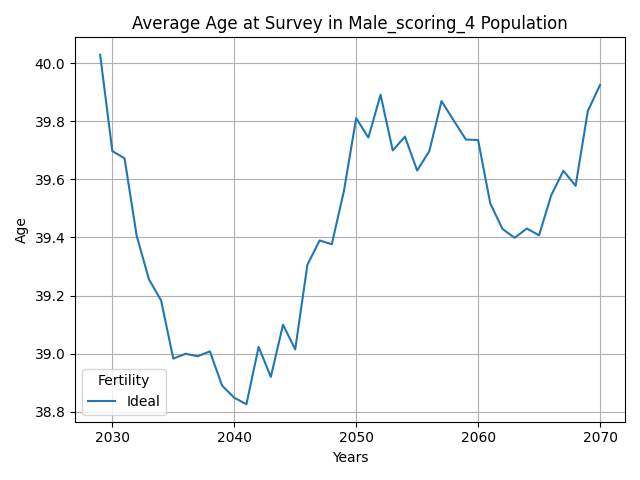 Average Age at Survey in Male_scoring_4 Population
40.0
39.8
39.6
39.4
39.2
39.0
38.8
Age
Fertility
Ideal
2030 2040 2050 2060 2070
Years